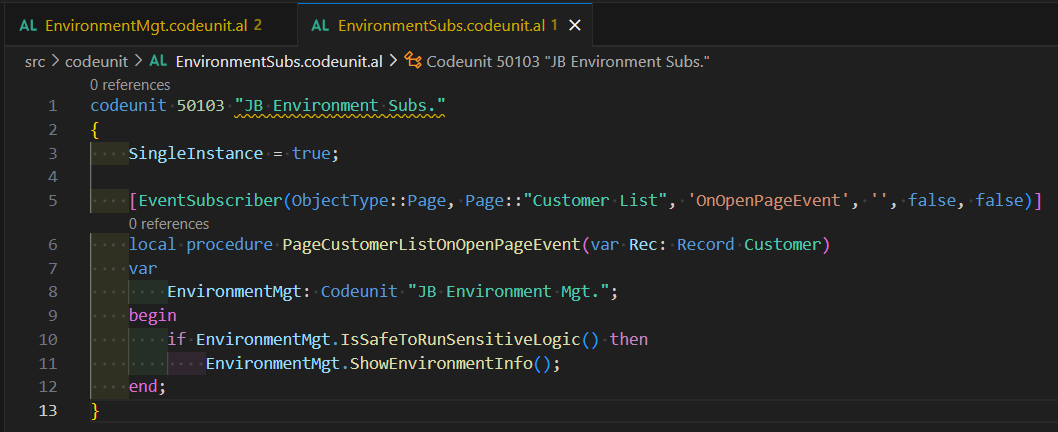 AL EnvironmentMgt.codeunit.al 2 AL EnvironmentSubs.codeunit.al 1 ×
src > codeunit > AL EnvironmentSubs.codeunit.al > Codeunit 50103 "JB Environment Subs."
0 references
1 codeunit 50103 "JB Environment Subs."
2 {
3     SingleInstance = true;
4
5     [EventSubscriber(ObjectType::Page, Page::"Customer List", 'OnOpenPageEvent', '', false, false)]
0 references
6     local procedure PageCustomerListOnOpenPageEvent(var Rec: Record Customer)
7     var
8         EnvironmentMgt: Codeunit "JB Environment Mgt.";
9     begin
10         if EnvironmentMgt.IsSafeToRunSensitiveLogic() then
11             EnvironmentMgt.ShowEnvironmentInfo();
12     end;
13 }